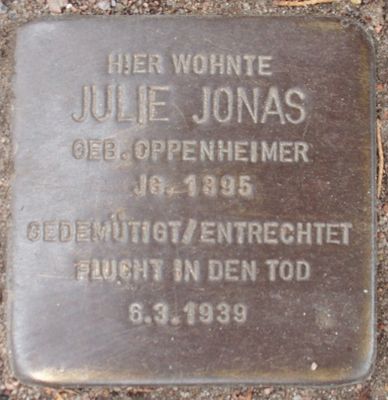 HIER WOHNTE
JULIE JONAS
GEB. OPPENHEIMER
JG. 1895
GEDEMÜTIGT/ENTRECHTET
FLUCHT IN DEN TOD
6.3.1939